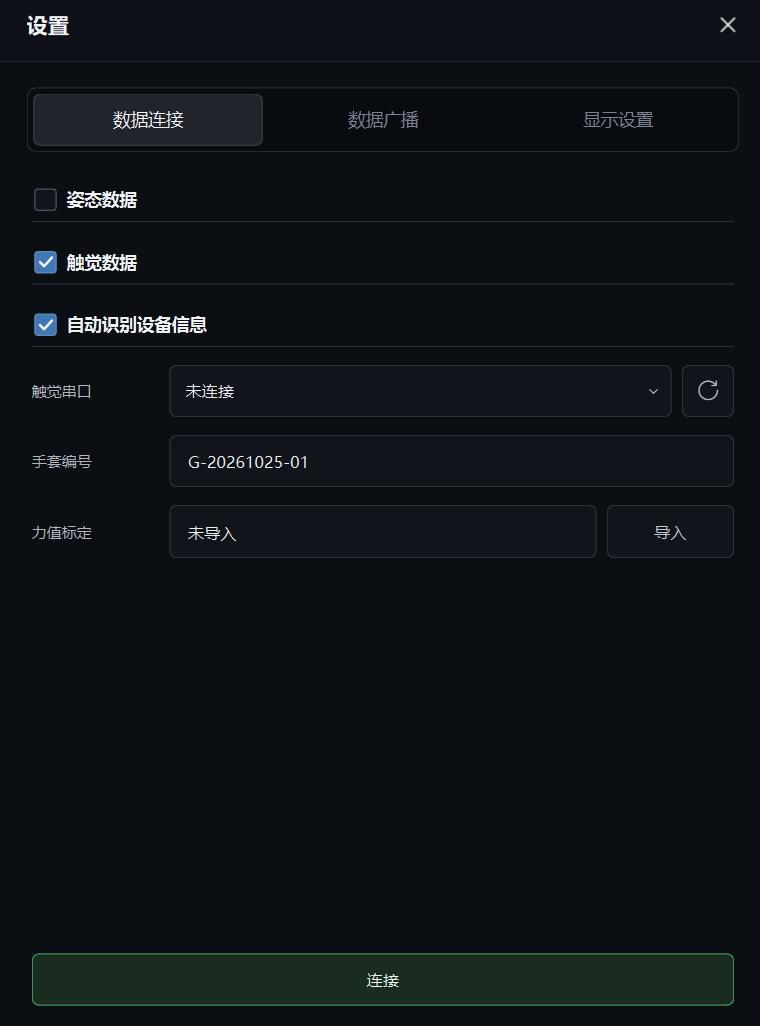 设置
数据连接 数据广播 显示设置
姿态数据
触觉数据
自动识别设备信息
触觉串口 未连接
手套编号 G-20261025-01
力值标定 未导入 导入
连接